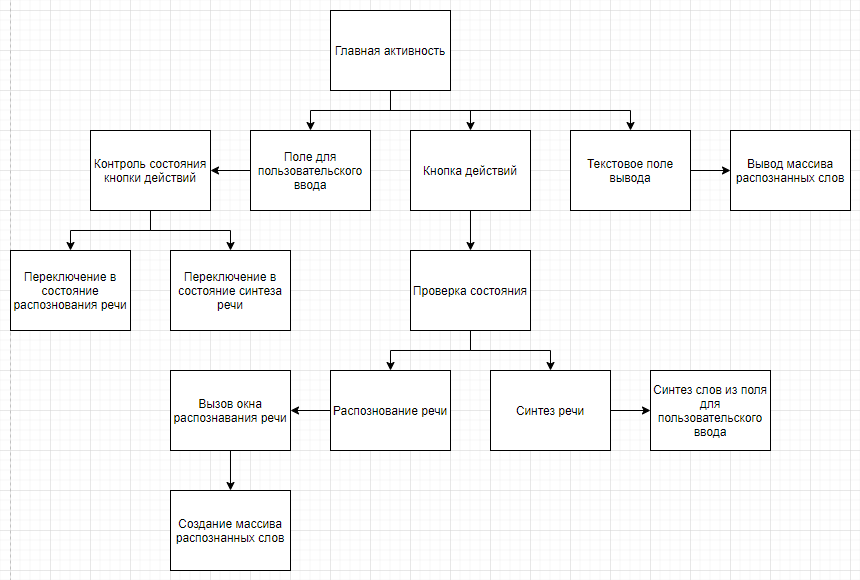 Главная активность
Контроль состояния
кнопки действий
Поле для
пользовательского
ввода
Кнопка действий
Текстовое поле
вывода
Вывод массива
распознанных слов
Переключение в
состояние
распознования речи
Переключение в
состояние синтеза
речи
Проверка состояния
Вызов окна
распознавания речи
Распознование речи
Синтез речи
Синтез слов из поля
для
пользовательского
ввода
Создание массива
распознанных слов